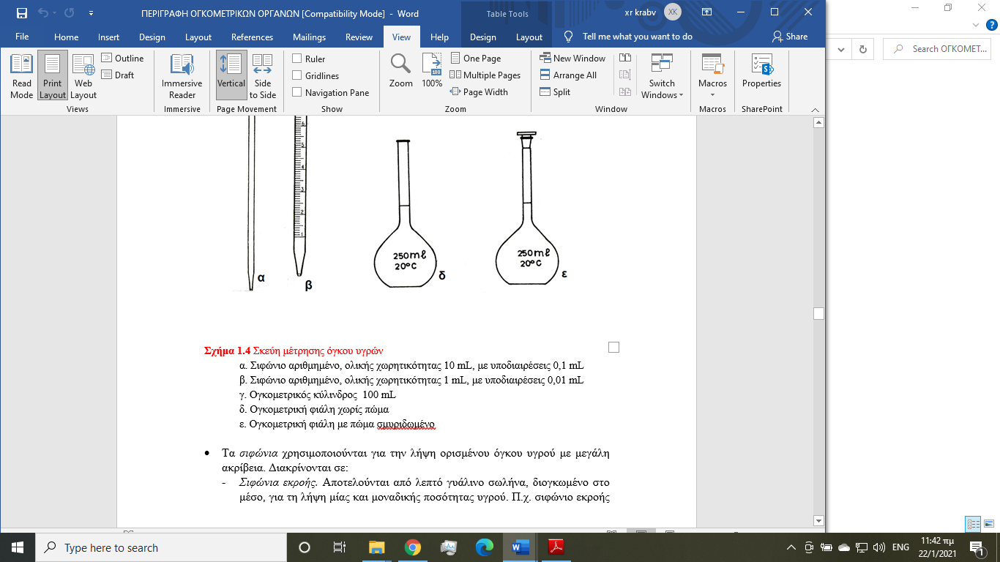 ΠΕΡΙΓΡΑΦΗ ΟΓΚΟΜΕΤΡΙΚΩΝ ΟΡΓΑΝΩΝ [Compatibility Mode] - Word
Table Tools
xr krabv
XK
File Home Insert Design Layout References Mailings Review View Help Design Layout Tell me what you want to do Share
Search ΟΓΚΟΜΕΤ...
Read Mode
Print Layout
Web Layout
Outline
Draft
Views
Immersive Reader
Immersive
Vertical
Side to Side
Page Movement
Ruler
Gridlines
Navigation Pane
Show
Zoom
100
100%
One Page
Multiple Pages
Page Width
Zoom
New Window
Arrange All
Split
Switch Windows
Window
Macros
Macros
Properties
SharePoint
6
5
4
3
2
1
α
β
250ml
20°C
δ
250ml
20°C
ε
Σχήμα 1.4 Σκεύη μέτρησης όγκου υγρών
α. Σιφώνιο αριθμημένο, ολικής χωρητικότητας 10 mL, με υποδιαιρέσεις 0,1 mL
β. Σιφώνιο αριθμημένο, ολικής χωρητικότητας 1 mL, με υποδιαιρέσεις 0,01 mL
γ. Ογκομετρικός κύλινδρος 100 mL
δ. Ογκομετρική φιάλη χωρίς πώμα
ε. Ογκομετρική φιάλη με πώμα σμυριδωμένο
• Τα σιφώνια χρησιμοποιούνται για την λήψη ορισμένου όγκου υγρού με μεγάλη
ακρίβεια. Διακρίνονται σε:
- Σιφώνια εκροής. Αποτελούνται από λεπτό γυάλινο σωλήνα, διογκωμένο στο
μέσο, για τη λήψη μίας και μοναδικής ποσότητας υγρού. Π.χ. σιφώνιο εκροής
Type here to search
ENG
11:42 πμ
22/1/2021
1